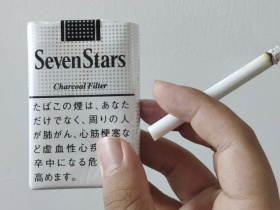 Seven Stars
Charcoal Filter
たばこの煙は、あなた
だけでなく、周りの人
が肺がん、心筋梗塞な
ど虚血性心疾
卒中になる危
高めます。